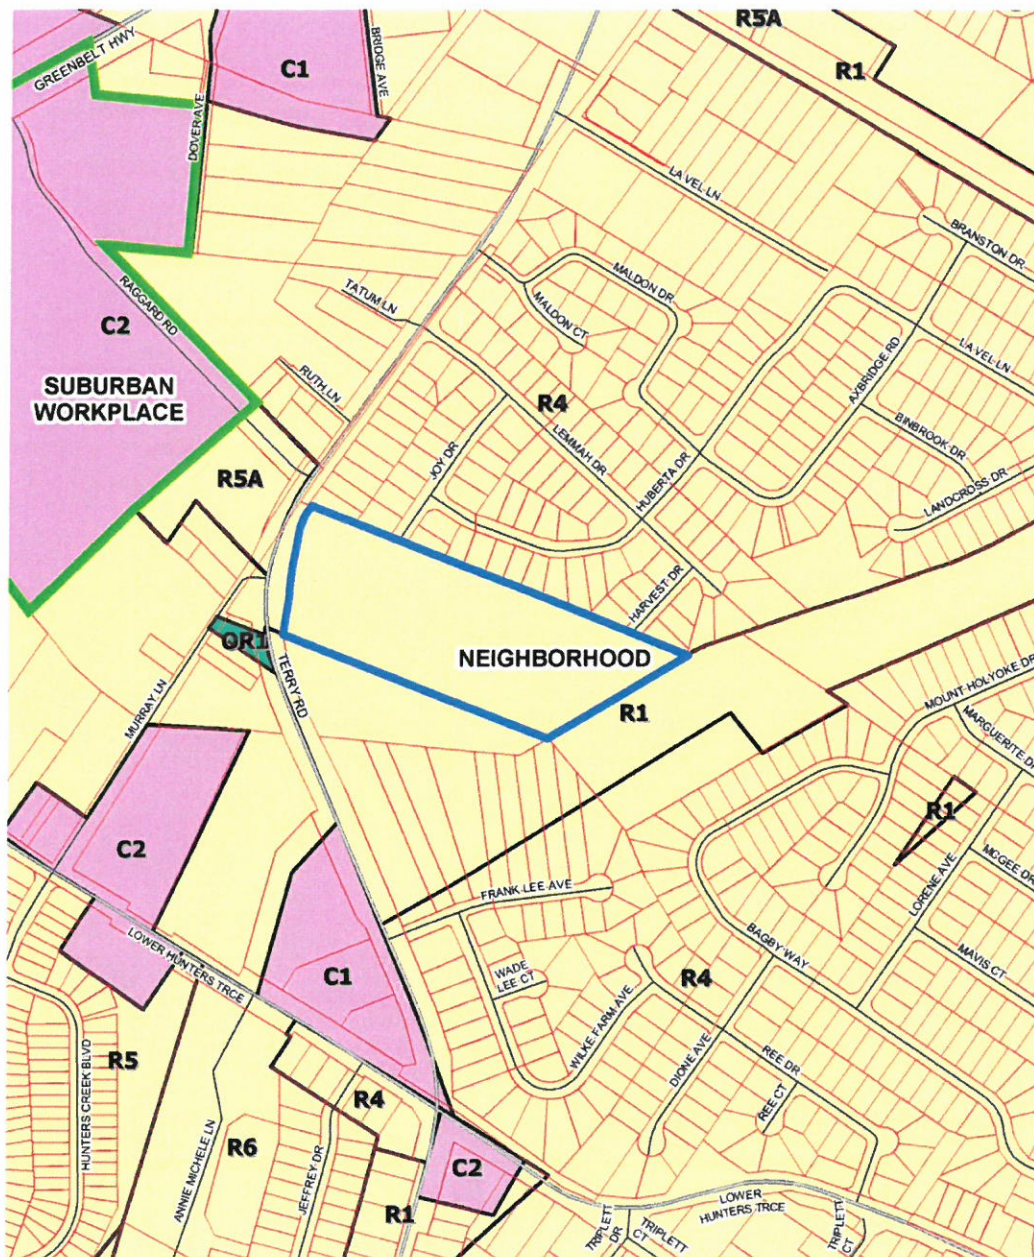 R5A
GREENBELT HWY
BRIDGE AVE
C1
R1
DOVER AVE
LA VEL LN
BRANSTON DR
RAGGARD RD
TATUM LN
MALDON DR
MALDON CT
C2
LA VEL LN
AXBRIDGE RD
SUBURBAN
WORKPLACE
RUTH LN
R4
LEMMAH DR
BINBROOK DR
JOY DR
HUBERTA DR
R5A
LANDCROSS DR
HARVEST DR
OR1
NEIGHBORHOOD
TERRY RD
MURRAY LN
R1
MOUNT HOLYOKE DR
MARGUERITE DR
R1
C2
MCGEE DR
FRANK LEE AVE
LORENE AVE
LOWER HUNTERS TRCE
BAGBY WAY
MAVIS CT
C1
WADE
LEE CT
R4
WILKE FARM AVE
HUNTERS CREEK BLVD
R5
DIONE AVE
REE DR
R4
REE CT
ANNIE MICHELE LN
R6
JEFFREY DR
C2
R1
LOWER
HUNTERS TRCE
TRIPLETT
DR
TRIPLETT
CT
TRIPLETT
CT